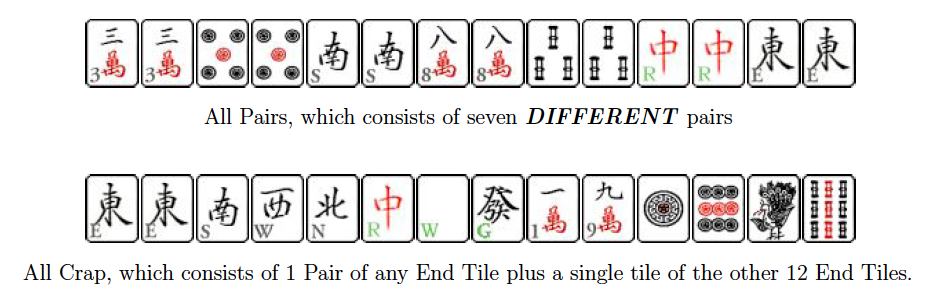 三 三 南 南 八 八 中 中 東 東
3 萬 3 萬 S S 8 萬 8 萬 R R E E
All Pairs, which consists of seven DIFFERENT pairs
東 東 南 西 北 中 發 一 九
E E S W N R W G 1 萬 9 萬
All Crap, which consists of 1 Pair of any End Tile plus a single tile of the other 12 End Tiles.